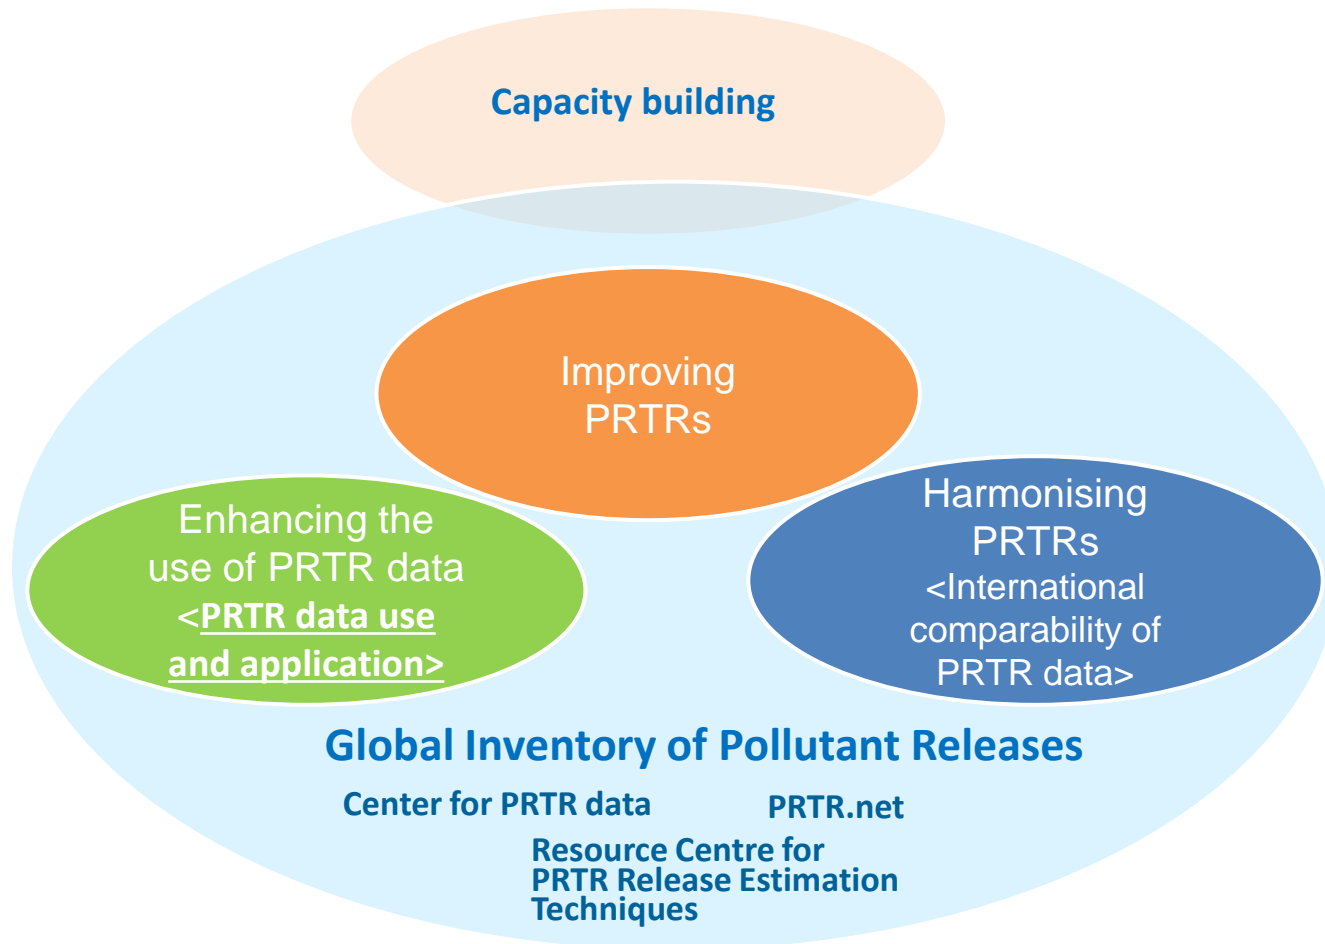 Capacity building
Improving
PRTRs
Enhancing the
use of PRTR data
<PRTR data use
and application>
Harmonising
PRTRs
<International
comparability of
PRTR data>
Global Inventory of Pollutant Releases
Center for PRTR data
PRTR.net
Resource Centre for
PRTR Release Estimation
Techniques